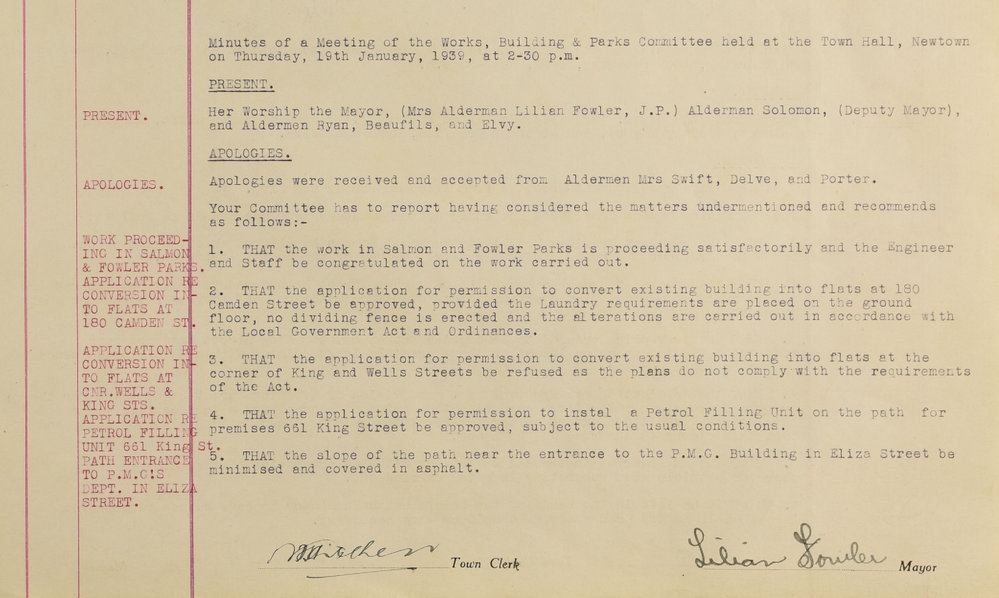 Minutes of a Meeting of the Works, Building & Parks Committee held at the Town Hall, Newtown
on Thursday, 19th January, 1939, at 2-30 p.m.
PRESENT.
PRESENT.
Her Worship the Mayor, (Mrs Alderman Lilian Fowler, J.P.) Alderman Solomon, (Deputy Mayor),
and Aldermen Ryan, Beaufils, and Elvy.
APOLOGIES.
APOLOGIES.
Apologies were received and accepted from Aldermen Mrs Swift, Delve, and Porter.
Your Committee has to report having considered the matters undermentioned and recommends
as follows:-
WORK PROCEED-
ING IN SALMON
& FOWLER PARKS.
1. THAT the work in Salmon and Fowler Parks is proceeding satisfactorily and the Engineer
and Staff be congratulated on the work carried out.
APPLICATION RE
CONVERSION IN-
TO FLATS AT
180 CAMDEN ST.
2. THAT the application for permission to convert existing building into flats at 180
Camden Street be approved, provided the Laundry requirements are placed on the ground
floor, no dividing fence is erected and the alterations are carried out in accordance with
the Local Government Act and Ordinances.
APPLICATION RE
CONVERSION IN-
TO FLATS AT
CNR.WELLS &
KING STS.
3. THAT the application for permission to convert existing building into flats at the
corner of King and Wells Streets be refused as the plans do not comply with the requirements
of the Act.
APPLICATION RE
PETROL FILLING
UNIT 661 King St.
4. THAT the application for permission to instal a Petrol Filling Unit on the path for
premises 661 King Street be approved, subject to the usual conditions.
PATH ENTRANCE
TO P.M.G'S
DEPT. IN ELIZA
STREET.
5. THAT the slope of the path near the entrance to the P.M.G. Building in Eliza Street be
minimised and covered in asphalt.
Town Clerk
Lilian Fowler Mayor